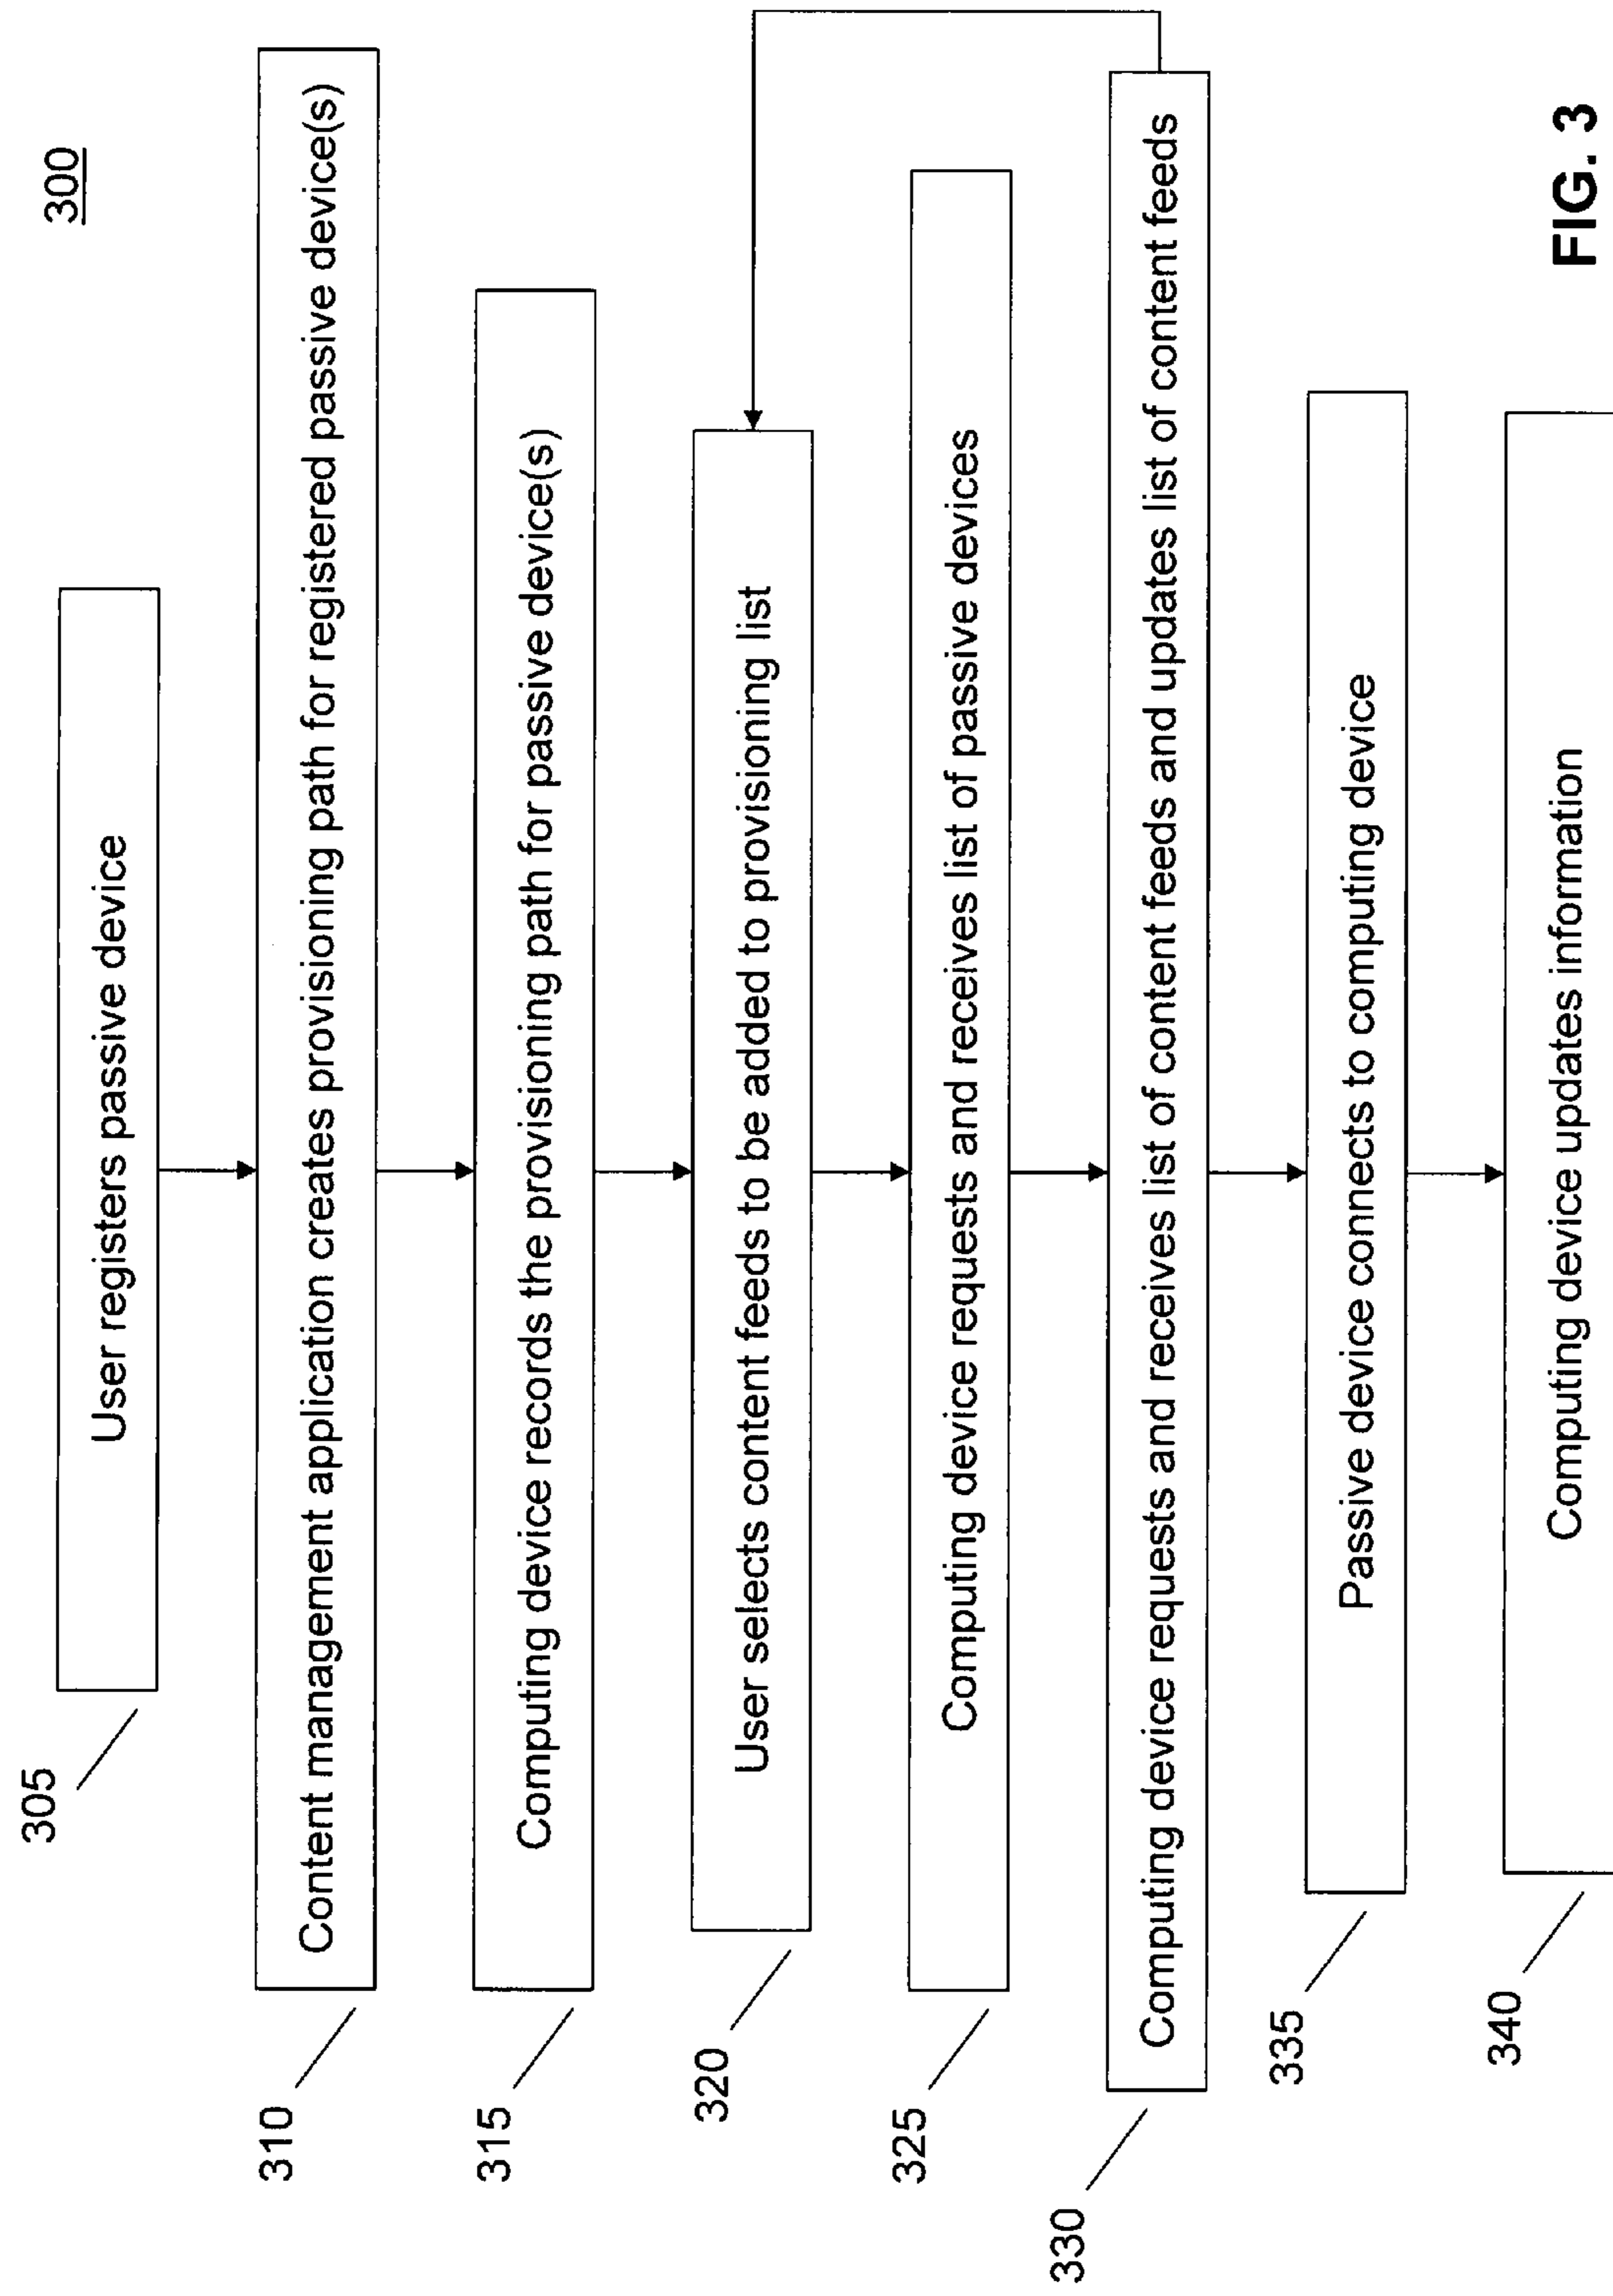 300
305
User registers passive device
310
Content management application creates provisioning path for registered passive device(s)
315
Computing device records the provisioning path for passive device(s)
320
User selects content feeds to be added to provisioning list
325
Computing device requests and receives list of passive devices
330
Computing device requests and receives list of content feeds and updates list of content feeds
335
Passive device connects to computing device
340
Computing device updates information
FIG. 3